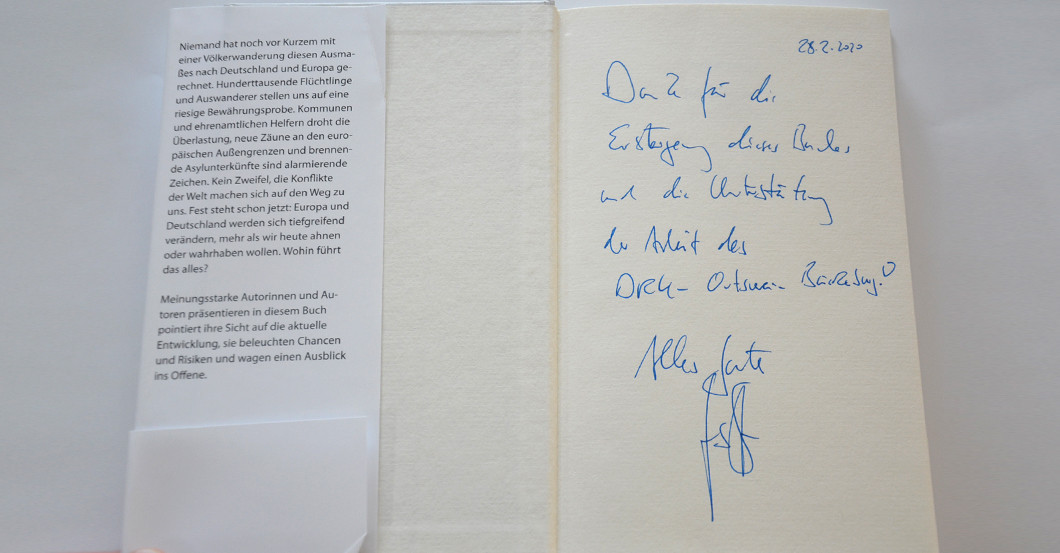 Niemand hat noch vor Kurzem mit
einer Völkerwanderung diesen Ausma-
ßes nach Deutschland und Europa ge-
rechnet. Hunderttausende Flüchtlinge
und Auswanderer stellen uns auf eine
riesige Bewährungsprobe. Kommunen
und ehrenamtlichen Helfern droht die
Überlastung, neue Zäune an den euro-
päischen Außengrenzen und brennen-
de Asylunterkünfte sind alarmierende
Zeichen. Kein Zweifel, die Konflikte
der Welt machen sich auf den Weg zu
uns. Fest steht schon jetzt: Europa und
Deutschland werden sich tiefgreifend
verändern, mehr als wir heute ahnen
oder wahrhaben wollen. Wohin führt
das alles?
Meinungsstarke Autorinnen und Au-
toren präsentieren in diesem Buch
pointiert ihre Sicht auf die aktuelle
Entwicklung, sie beleuchten Chancen
und Risiken und wagen einen Ausblick
ins Offene.
28.2.2020
Dank für die
Ersteigerung dieses Buches
und die Unterstützung
der Arbeit des
DRK-Ortsverein Bückeburg!
Alles Gute